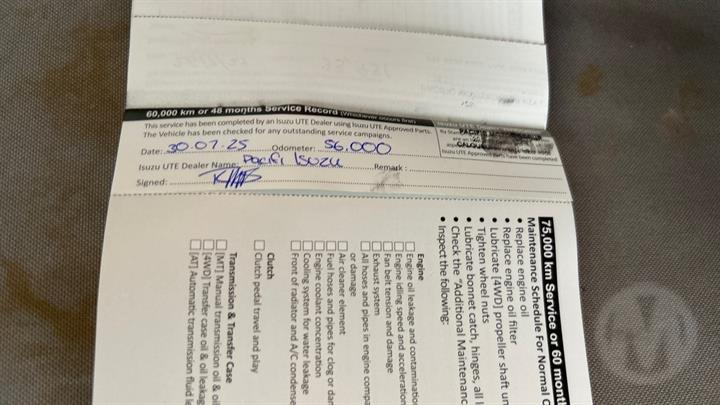 60,000 km or 48 months Service Record (Whichever occurs first)
This service has been completed by an Isuzu UTE Dealer using Isuzu UTE Approved Parts.
The Vehicle has been checked for any outstanding service campaigns.
Date: 30.07.25 Odometer: 56,000
Isuzu UTE Dealer Name: Pacific Isuzu Remark :
Signed:
75,000 km Service or 60 mont
Maintenance Schedule For Normal
• Replace engine oil
• Replace engine oil filter
• Lubricate [4WD] propeller shaft
• Tighten wheel nuts
• Lubricate bonnet catch, hinges, all
• Check the "Additional Maintenanc
• Inspect the following:
Engine
Engine oil leakage and contamination
Engine idling speed and acceleration
Fan belt tension and damage
Exhaust system
All hoses and pipes in engine compa
or damage
Air cleaner element
Fuel hoses and pipes for clog or dam
Engine coolant concentration
Cooling system for water leakage
Front of radiator and A/C condense
Clutch
Clutch pedal travel and play
Transmission & Transfer Case
[MT] Manual transmission oil & oil
[4WD] Transfer case oil & oil leakag
[AT] Automatic transmission fluid le